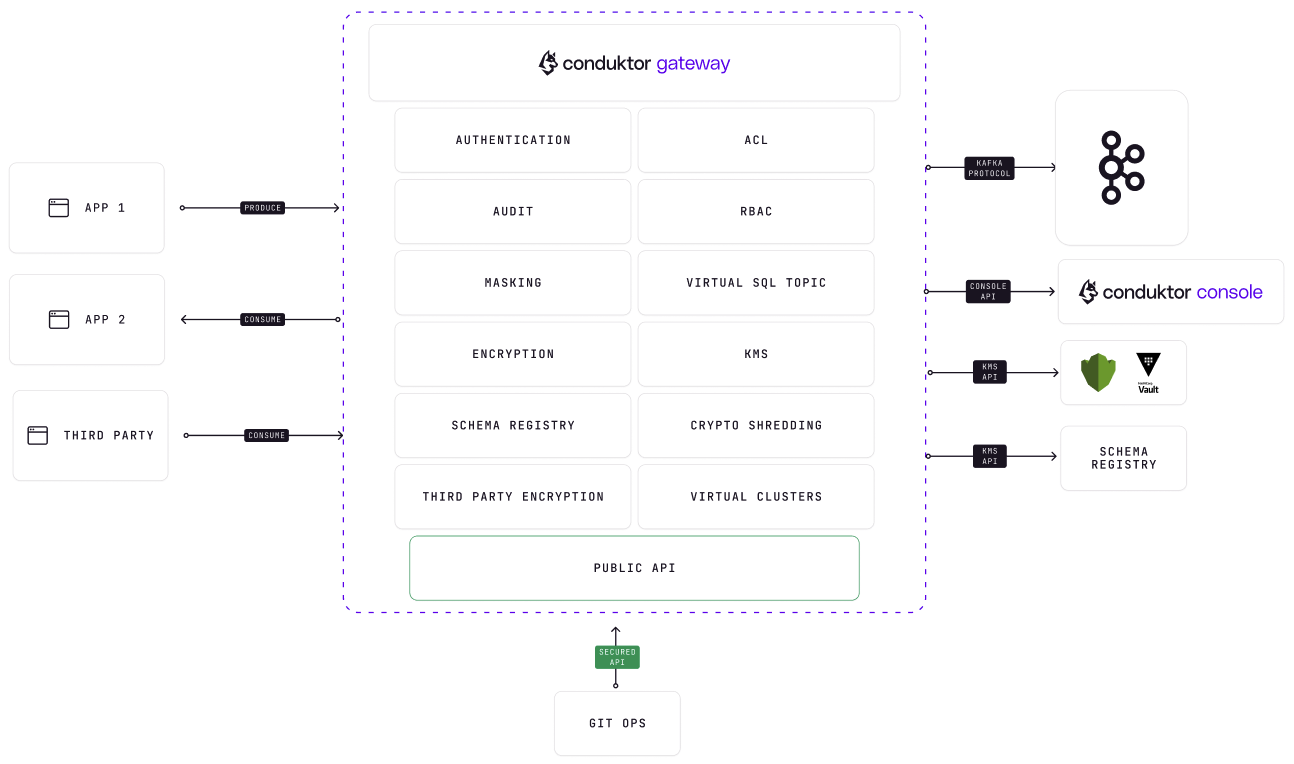 conduktor gateway
AUTHENTICATION
ACL
AUDIT
RBAC
MASKING
VIRTUAL SQL TOPIC
ENCRYPTION
KMS
SCHEMA REGISTRY
CRYPTO SHREDDING
THIRD PARTY ENCRYPTION
VIRTUAL CLUSTERS
PUBLIC API
APP 1
PRODUCE
APP 2
CONSUME
THIRD PARTY
CONSUME
KAFKA
PROTOCOL
CONSOLE
API
conduktor console
KMS
API
HashiCorp
Vault
KMS
API
SCHEMA
REGISTRY
SECURED
API
GIT OPS